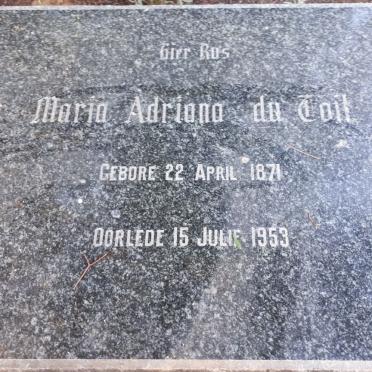 Hier Rus
Maria Adriana du Toit
GEBORE 22 APRIL 1871
OORLEDE 15 JULIE 1953